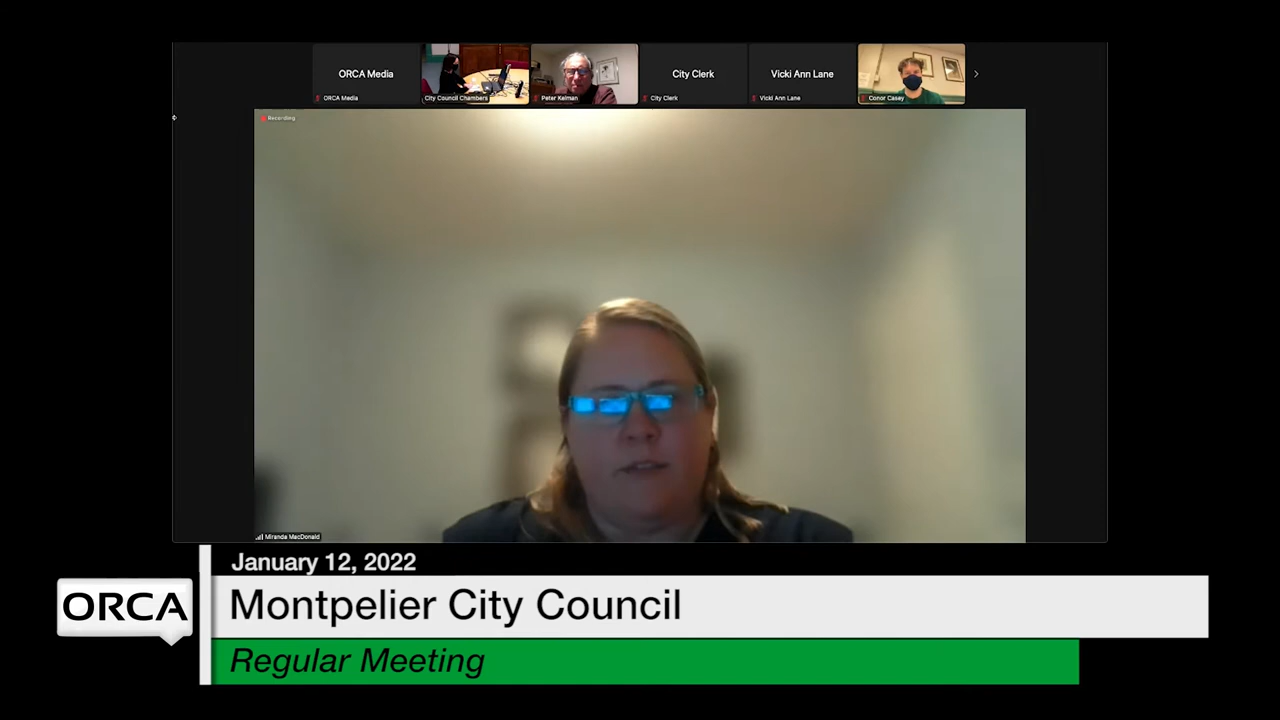 ORCA Media
City Clerk
Vicki Ann Lane
ORCA Media
City Council Chambers
Peter Kelman
City Clerk
Vicki Ann Lane
Conor Casey
Recording
Miranda MacDonald
January 12, 2022
ORCA
Montpelier City Council
Regular Meeting